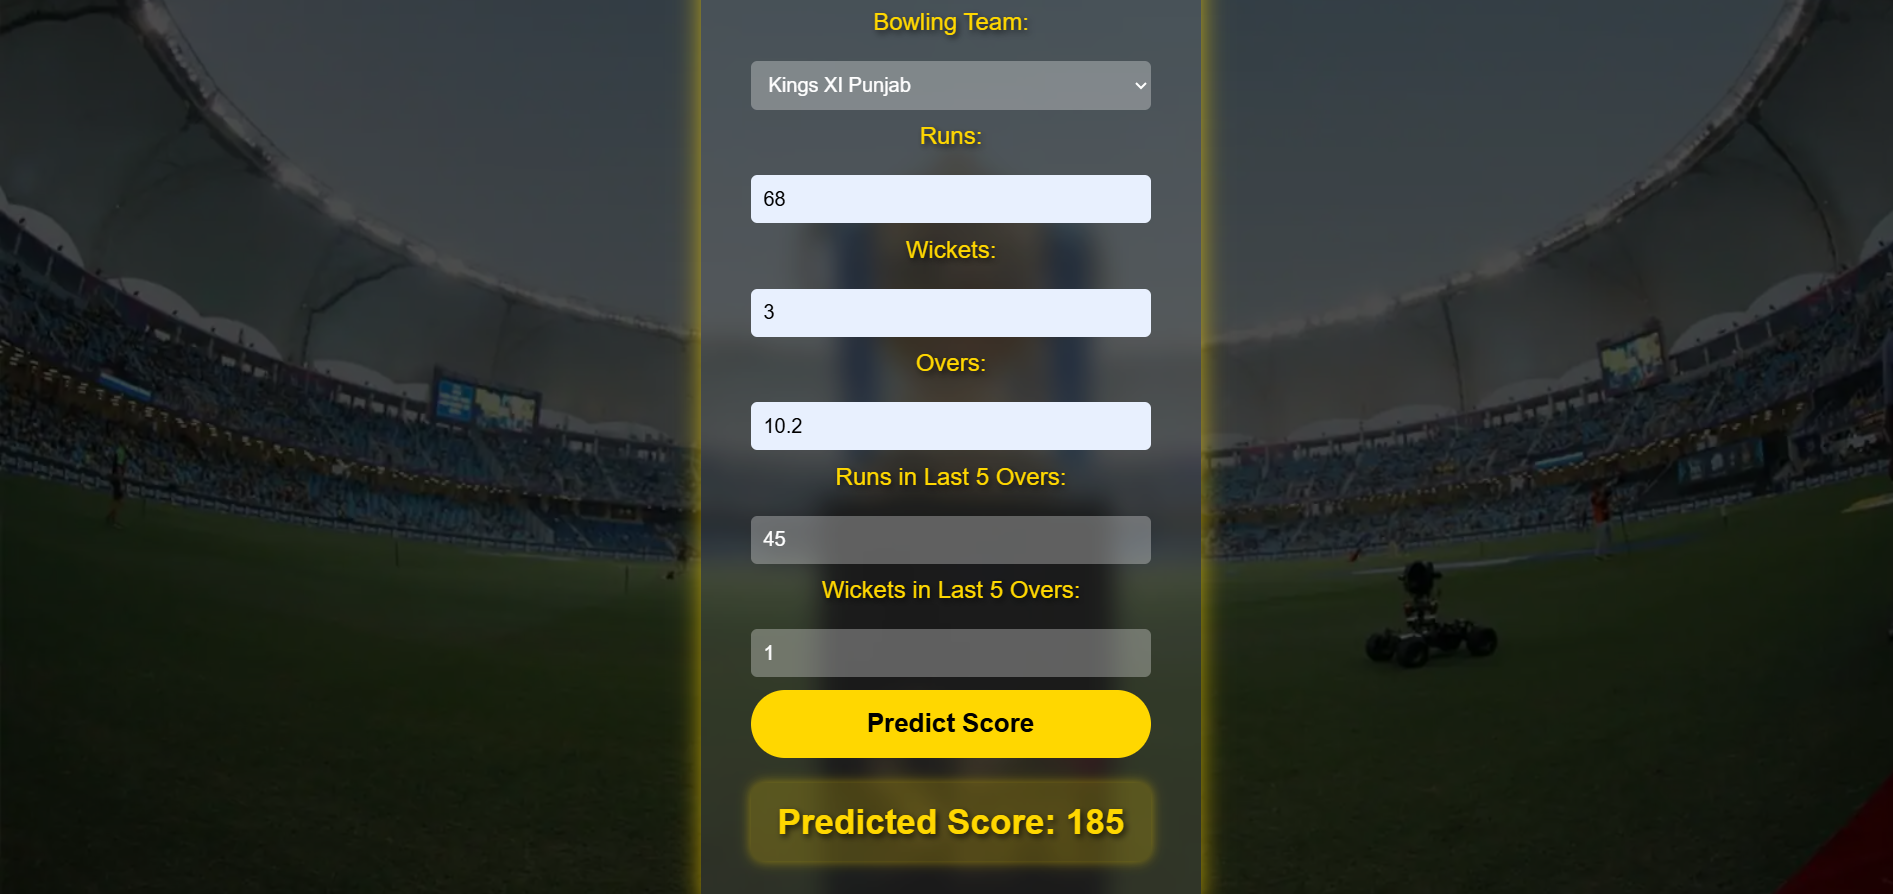 Bowling Team:
Kings XI Punjab
Runs:
68
Wickets:
3
Overs:
10.2
Runs in Last 5 Overs:
45
Wickets in Last 5 Overs:
1
Predict Score
Predicted Score: 185